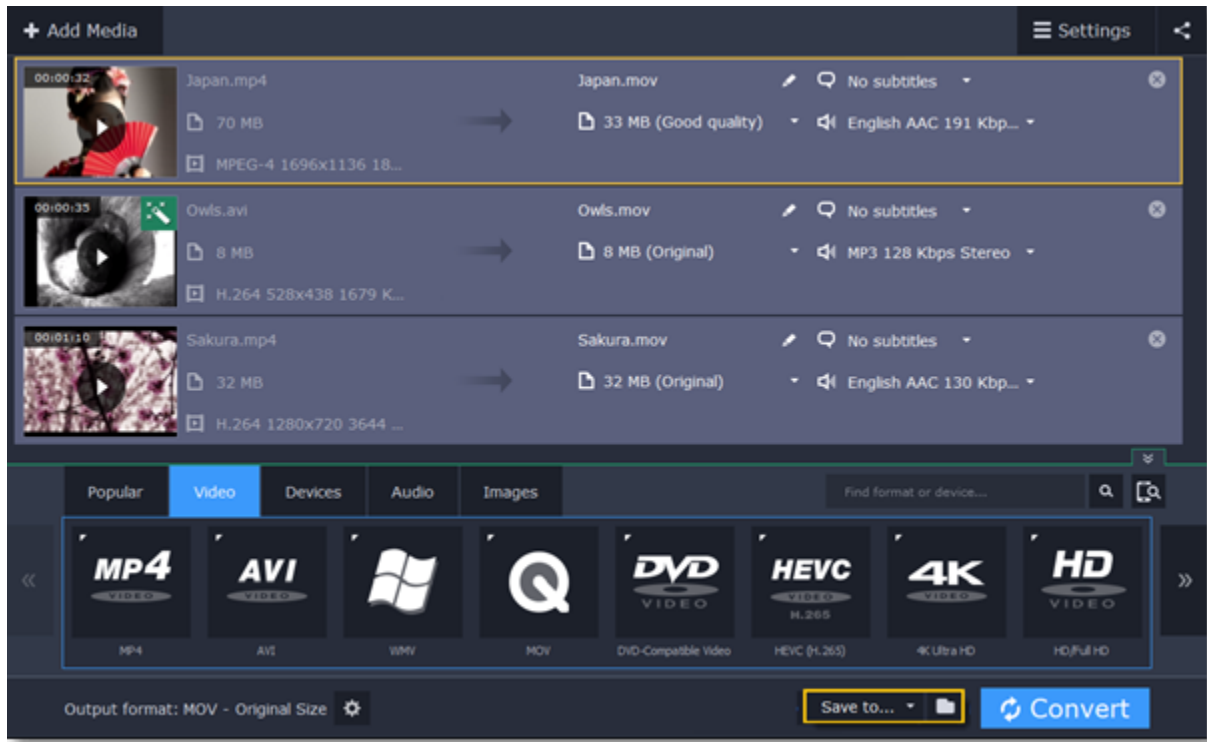 Add Media
Settings
00:00:32
Japan.mp4
Japan.mov
No subtitles
70 MB
33 MB (Good quality)
English AAC 191 Kbp...
MPEG-4 1696x1136 18...
00:00:35
Owls.avi
Owls.mov
No subtitles
8 MB
8 MB (Original)
MP3 128 Kbps Stereo
H.264 528x438 1679 K...
00:01:10
Sakura.mp4
Sakura.mov
No subtitles
32 MB
32 MB (Original)
English AAC 130 Kbp...
H.264 1280x720 3644 ...
Popular Video Devices Audio Images
Find format or device...
MP4 AVI DVD HEVC 4K HD
VIDEO VIDEO VIDEO VIDEO VIDEO VIDEO
H.265
MP4 AVI WMV MOV DVD-Compatible Video HEVC (H.265) 4K Ultra HD HD/Full HD
Output format: MOV - Original Size
Save to...
Convert